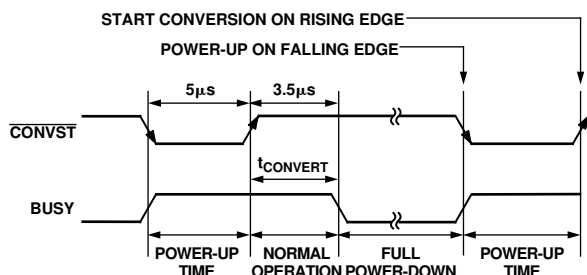 START CONVERSION ON RISING EDGE
POWER-UP ON FALLING EDGE
5µs
3.5µs
CONVST
tCONVERT
BUSY
POWER-UP TIME
NORMAL OPERATION
FULL POWER-DOWN
POWER-UP TIME